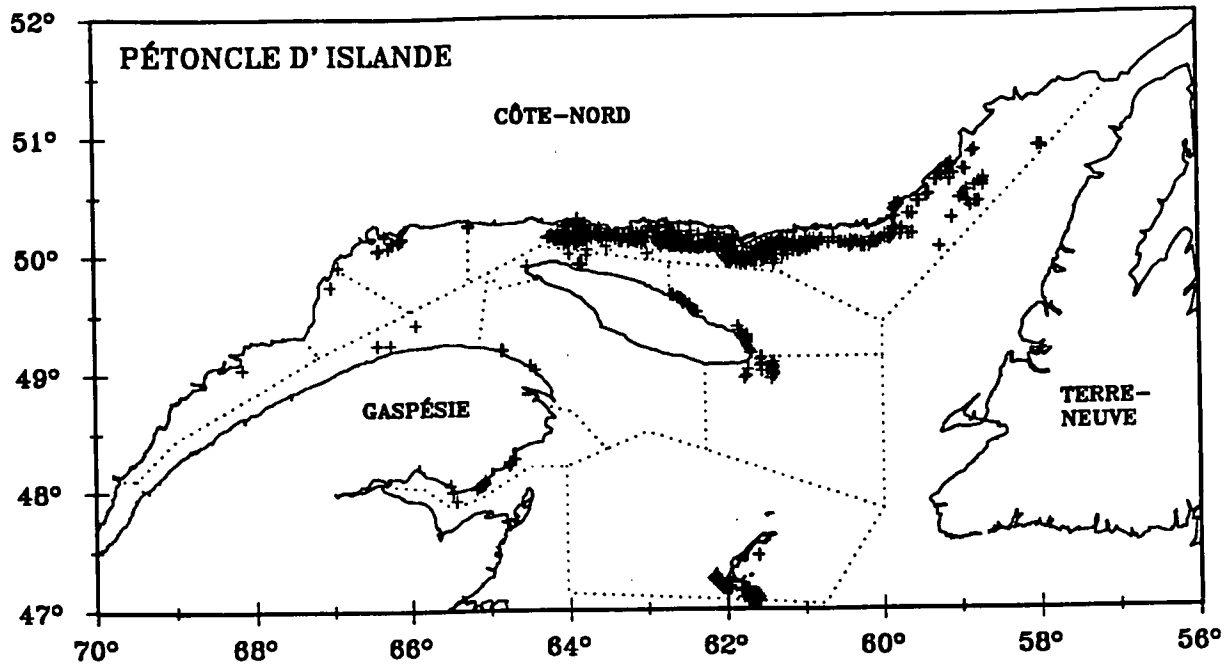 52°
PÉTONCLE D' ISLANDE
CÔTE-NORD
51°
50°
49°
GASPÉSIE
TERRE-
NEUVE
48°
47°
70°
68°
66°
64°
62°
60°
58°
56°